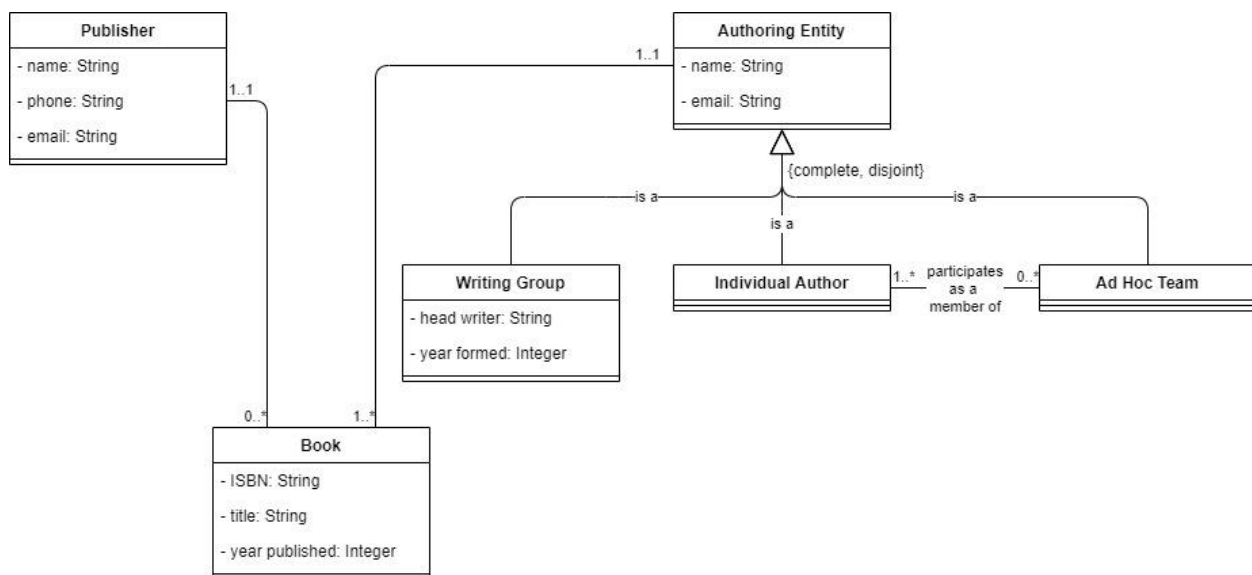 Publisher
- name: String
- phone: String
- email: String
1..1
Authoring Entity
- name: String
- email: String
1..1
{complete, disjoint}
is a
is a
is a
Writing Group
- head writer: String
- year formed: Integer
Individual Author
1..*
participates
as a
member of
0..*
Ad Hoc Team
0..*
1..*
Book
- ISBN: String
- title: String
- year published: Integer